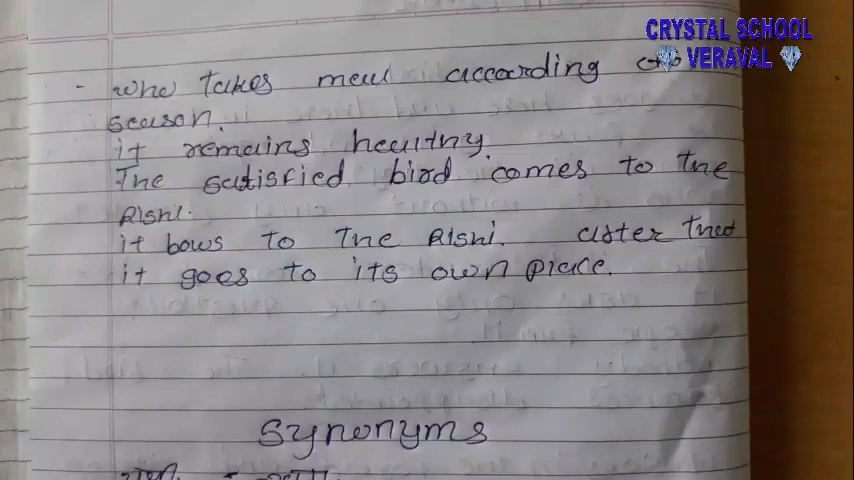 CRYSTAL SCHOOL
VERAVAL
- who takes meal according to
season.
it remains healthy.
The satisfied bird comes to the
Rishi.
it bows to The Rishi. after that
it goes to its own place.
Synonyms